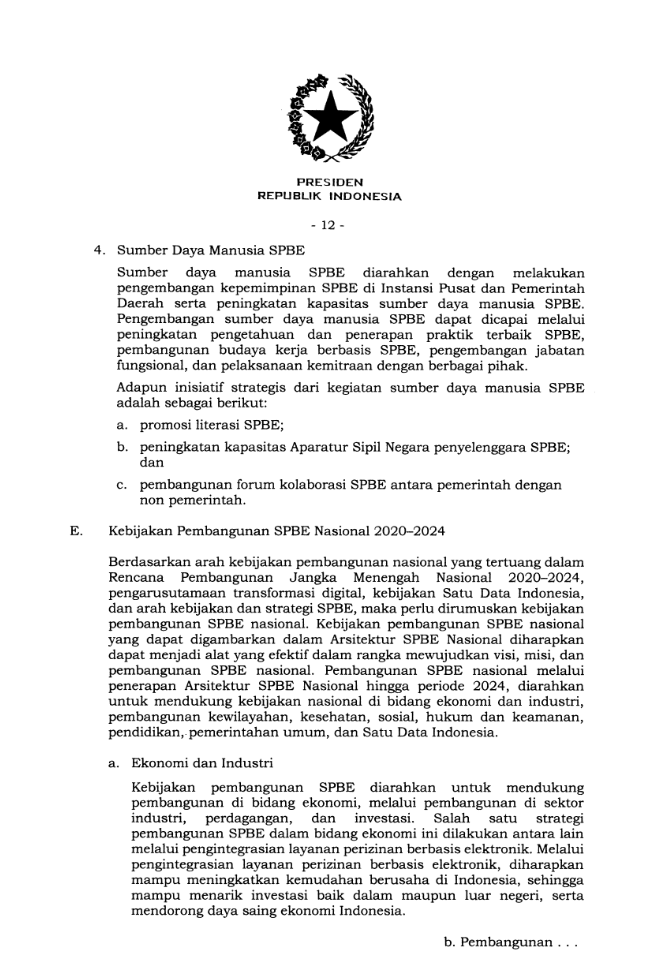 PRESIDEN
REPUBLIK INDONESIA
- 12 -
4. Sumber Daya Manusia SPBE
Sumber daya manusia SPBE diarahkan dengan melakukan
pengembangan kepemimpinan SPBE di Instansi Pusat dan Pemerintah
Daerah serta peningkatan kapasitas sumber daya manusia SPBE.
Pengembangan sumber daya manusia SPBE dapat dicapai melalui
peningkatan pengetahuan dan penerapan praktik terbaik SPBE,
pembangunan budaya kerja berbasis SPBE, pengembangan jabatan
fungsional, dan pelaksanaan kemitraan dengan berbagai pihak.
Adapun inisiatif strategis dari kegiatan sumber daya manusia SPBE
adalah sebagai berikut:
a. promosi literasi SPBE;
b. peningkatan kapasitas Aparatur Sipil Negara penyelenggara SPBE;
dan
c. pembangunan forum kolaborasi SPBE antara pemerintah dengan
non pemerintah.
E. Kebijakan Pembangunan SPBE Nasional 2020–2024
Berdasarkan arah kebijakan pembangunan nasional yang tertuang dalam
Rencana Pembangunan Jangka Menengah Nasional 2020–2024,
pengarusutamaan transformasi digital, kebijakan Satu Data Indonesia,
dan arah kebijakan dan strategi SPBE, maka perlu dirumuskan kebijakan
pembangunan SPBE nasional. Kebijakan pembangunan SPBE nasional
yang dapat digambarkan dalam Arsitektur SPBE Nasional diharapkan
dapat menjadi alat yang efektif dalam rangka mewujudkan visi, misi, dan
pembangunan SPBE nasional. Pembangunan SPBE nasional melalui
penerapan Arsitektur SPBE Nasional hingga periode 2024, diarahkan
untuk mendukung kebijakan nasional di bidang ekonomi dan industri,
pembangunan kewilayahan, kesehatan, sosial, hukum dan keamanan,
pendidikan, pemerintahan umum, dan Satu Data Indonesia.
a. Ekonomi dan Industri
Kebijakan pembangunan SPBE diarahkan untuk mendukung
pembangunan di bidang ekonomi, melalui pembangunan di sektor
industri, perdagangan, dan investasi. Salah satu strategi
pembangunan SPBE dalam bidang ekonomi ini dilakukan antara lain
melalui pengintegrasian layanan perizinan berbasis elektronik. Melalui
pengintegrasian layanan perizinan berbasis elektronik, diharapkan
mampu meningkatkan kemudahan berusaha di Indonesia, sehingga
mampu menarik investasi baik dalam maupun luar negeri, serta
mendorong daya saing ekonomi Indonesia.
b. Pembangunan . . .